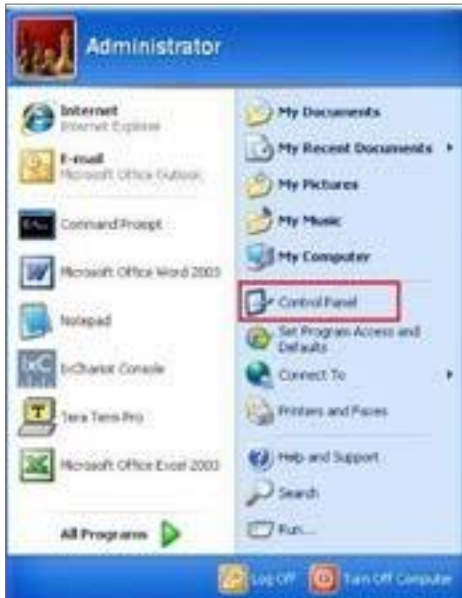 Administrator
Internet
Internet Explorer
E-mail
Microsoft Office Outlook
Command Prompt
Microsoft Office Word 2003
Notepad
IxChariot Console
Tera Term Pro
Microsoft Office Excel 2003
All Programs
My Documents
My Recent Documents
My Pictures
My Music
My Computer
Control Panel
Set Program Access and
Defaults
Connect To
Printers and Faxes
Help and Support
Search
Run...
Log Off
Turn Off Computer